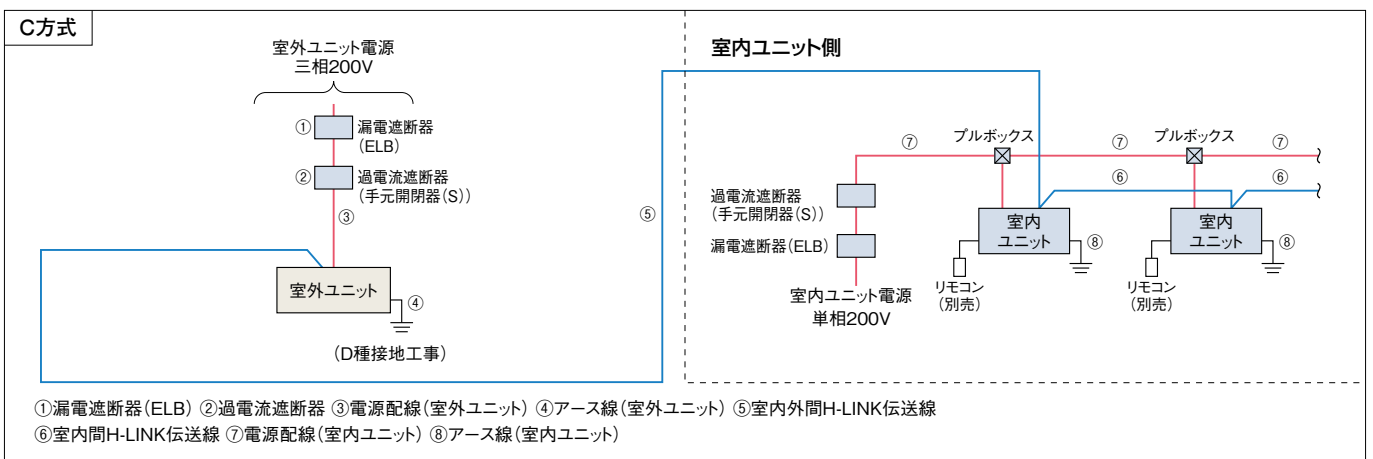 C方式
室外ユニット電源
三相200V
① 漏電遮断器
(ELB)
② 過電流遮断器
(手元開閉器(S))
③
室外ユニット
④
(D種接地工事)
⑤
室内ユニット側
⑦ プルボックス ⑦ プルボックス ⑦
⑥ ⑥
過電流遮断器
(手元開閉器(S))
漏電遮断器(ELB)
室内ユニット電源
単相200V
室内
ユニット
⑧
リモコン
(別売)
室内
ユニット
⑧
リモコン
(別売)
①漏電遮断器(ELB) ②過電流遮断器 ③電源配線(室外ユニット) ④アース線(室外ユニット) ⑤室内外間H-LINK伝送線
⑥室内間H-LINK伝送線 ⑦電源配線(室内ユニット) ⑧アース線(室内ユニット)